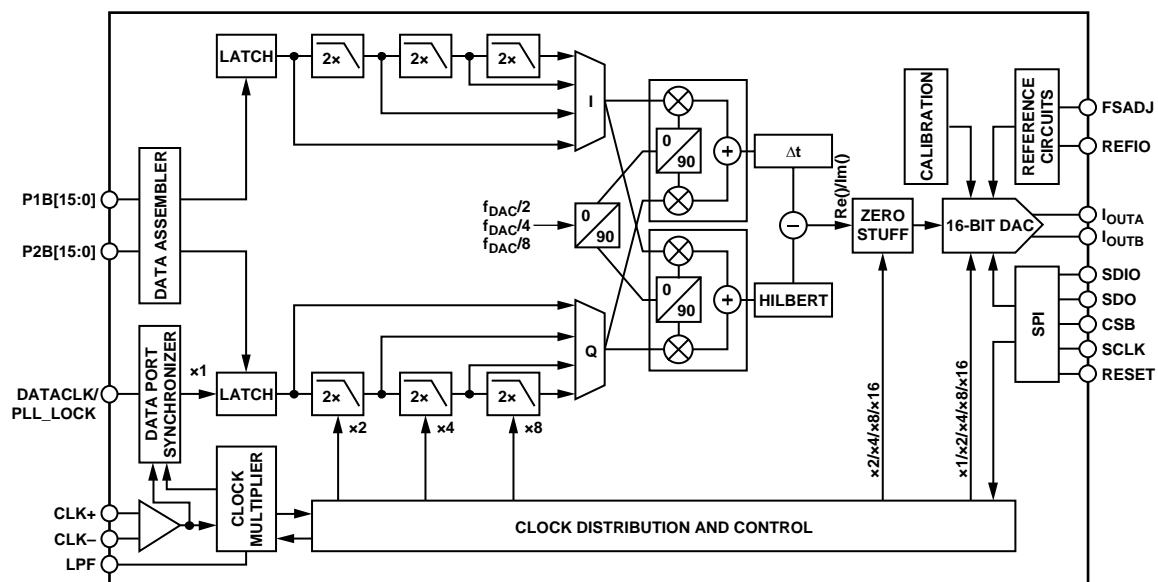 LATCH
2×
2×
2×
I
0
90
+
Δt
CALIBRATION
REFERENCE
CIRCUITS
FSADJ
REFIO
P1B[15:0]
P2B[15:0]
DATA ASSEMBLER
fDAC/2
fDAC/4
fDAC/8
0
90
–
Re()/Im()
ZERO
STUFF
16-BIT DAC
IOUTA
IOUTB
0
90
+
HILBERT
SPI
SDIO
SDO
CSB
SCLK
RESET
DATACLK/
PLL_LOCK
DATA PORT
SYNCHRONIZER
×1
LATCH
2×
2×
2×
Q
×2
×4
×8
×2/×4/×8/×16
×1/×2/×4/×8/×16
CLK+
CLK–
LPF
CLOCK
MULTIPLIER
CLOCK DISTRIBUTION AND CONTROL